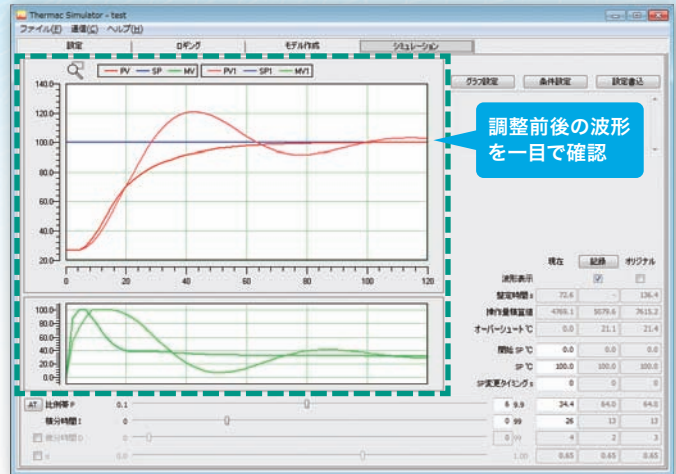 Thermac Simulator - test
ファイル(F) 通信(C) ヘルプ(H)
設定 ロギング モデル作成 シミュレーション
PV SP MV PV1 SP1 MV1
グラフ設定 条件設定 設定書込
140.0
120.0
100.0
80.0
60.0
40.0
20.0
0 20 40 60 80 100 120
調整前後の波形
を一目で確認
100.0
80.0
60.0
40.0
20.0
0.0
現在 記録 オリジナル
波形表示
整定時間 s 72.6 - 136.4
操作量積算値 4769.1 5079.6 7615.2
オーバーシュート ℃ 0.0 21.1 21.4
開始 SP ℃ 0.0 0.0 0.0
SP ℃ 100.0 100.0 100.0
SP変更タイミング s 0 0 0
AT 比例帯 P 0.1 6 9.9 34.4 64.0 64.0
積分時間 I 0 0 99 26 13 13
微分時間 D 0 0 99 4 2 3
α 0.0 1.00 0.65 0.65 0.65